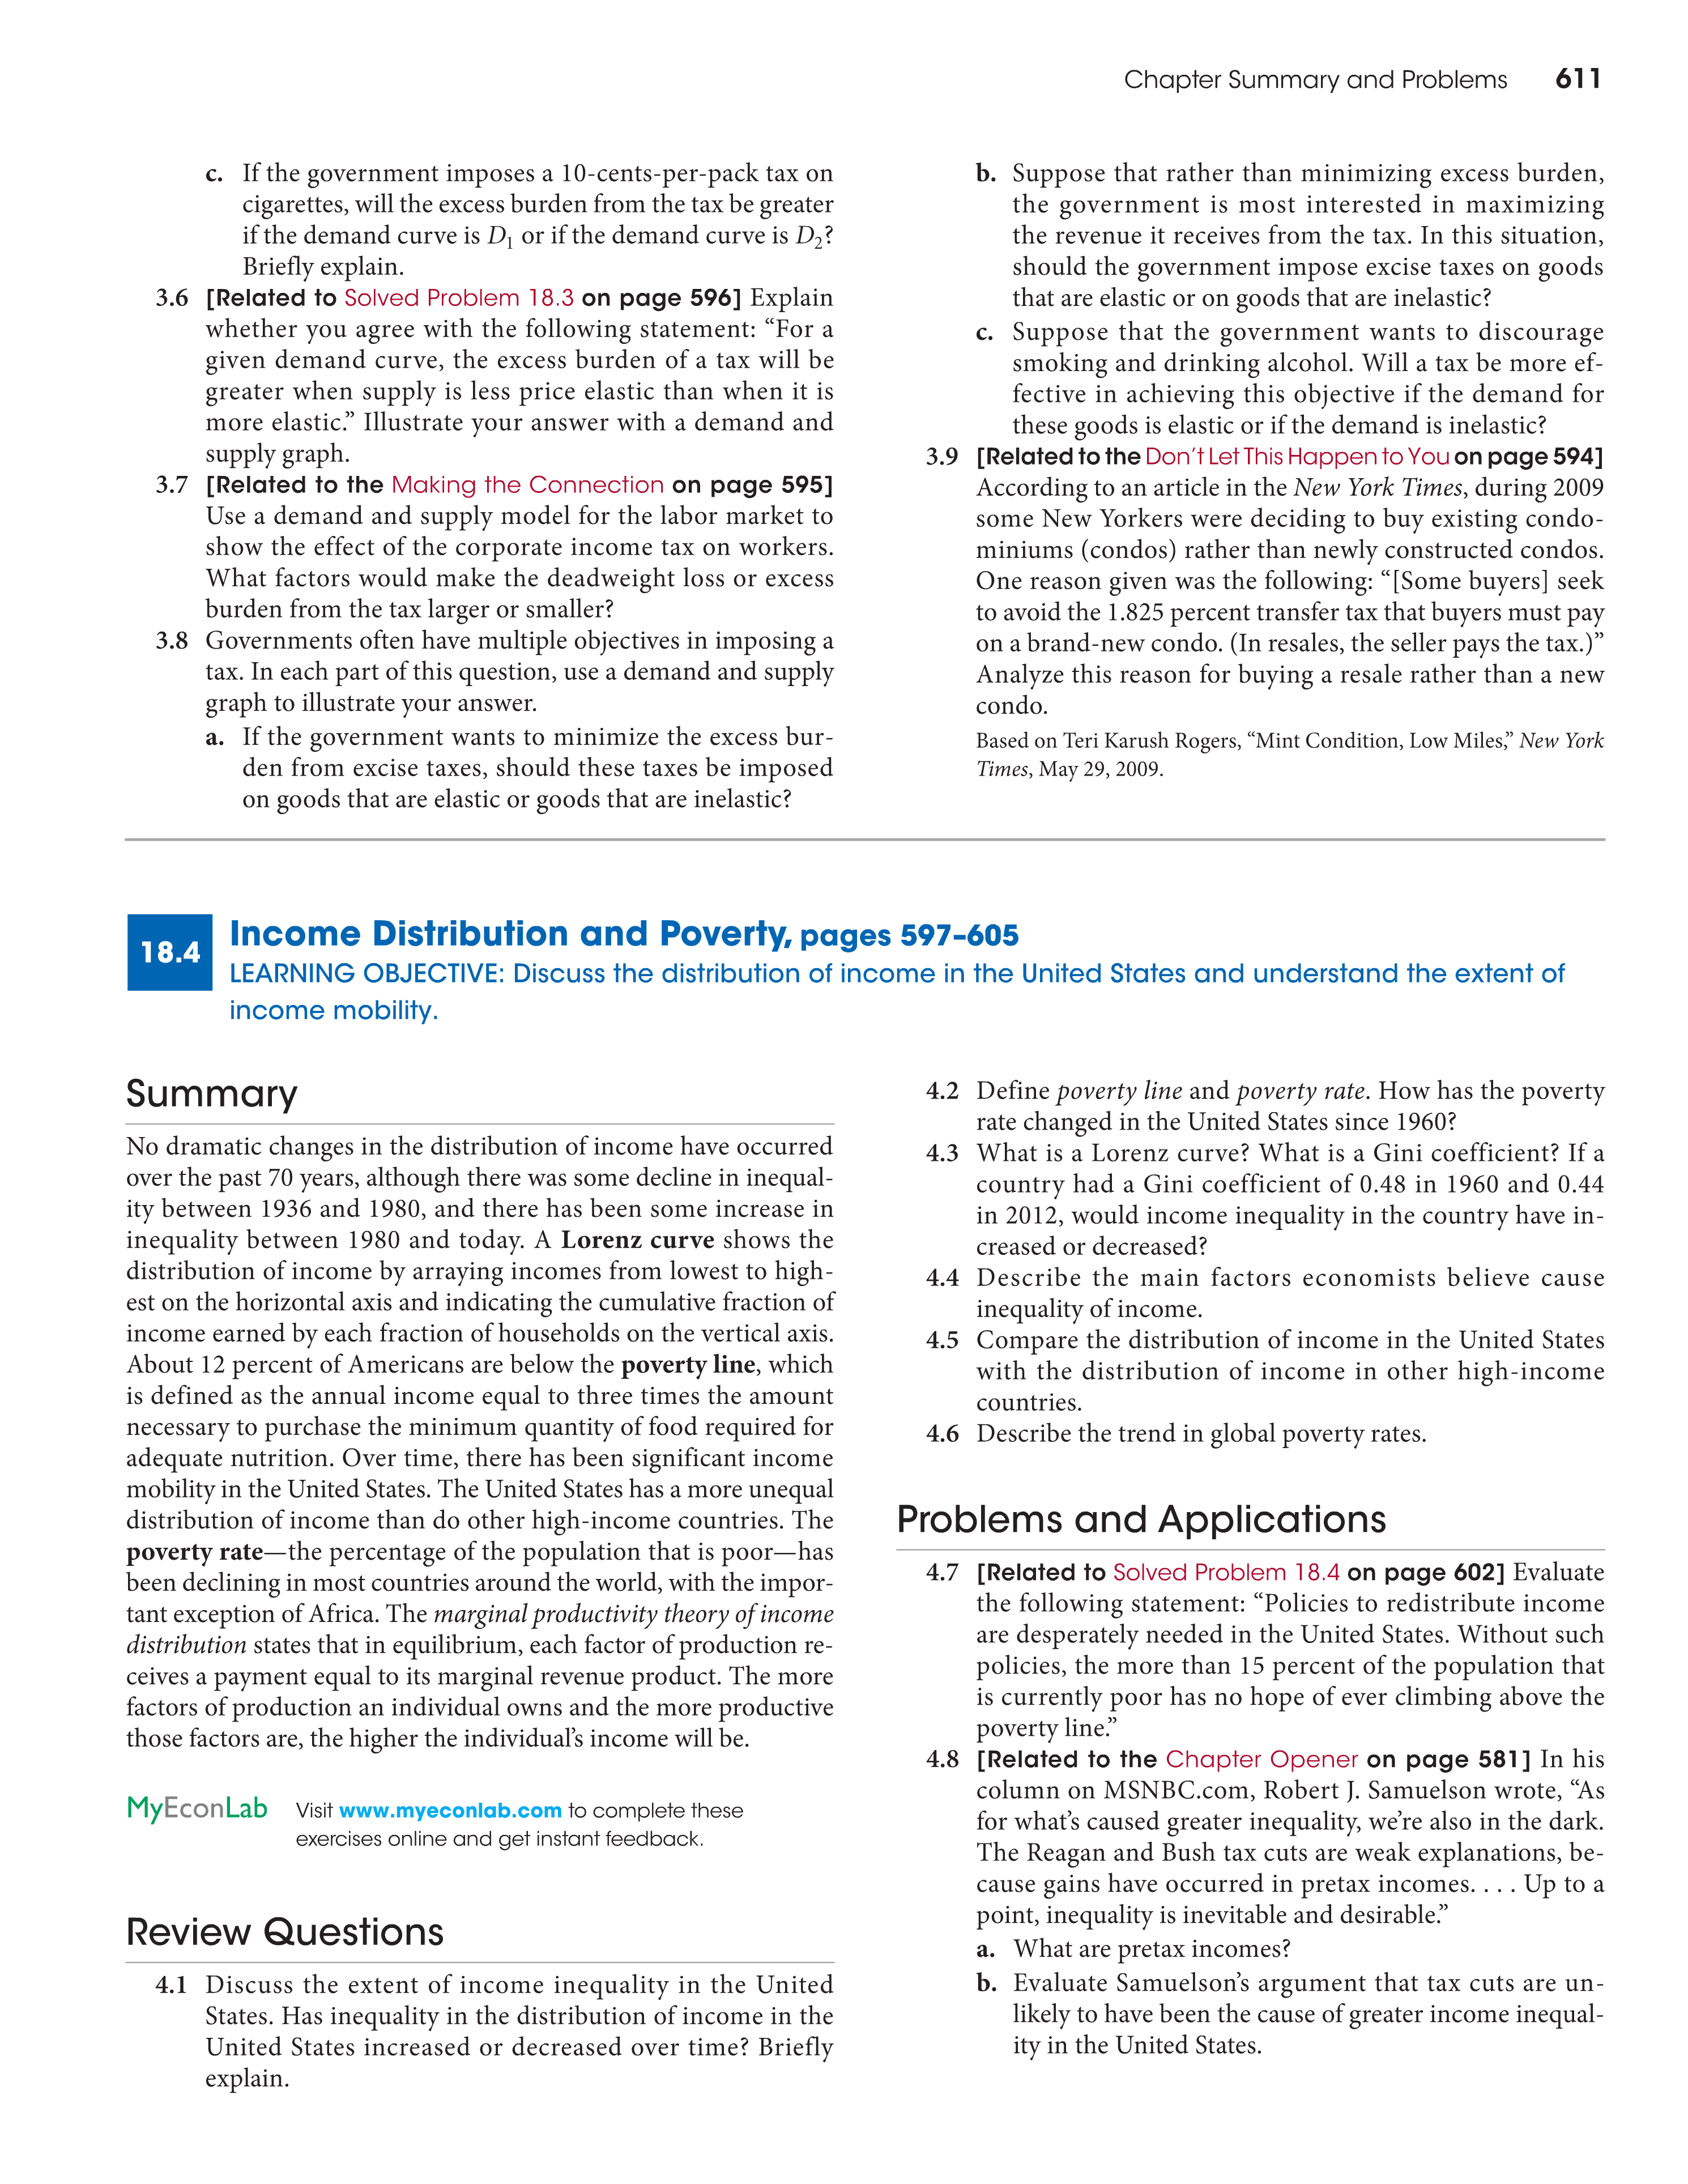 Chapter Summary and Problems 611
c. If the government imposes a 10-cents-per-pack tax on
cigarettes, will the excess burden from the tax be greater
if the demand curve is D1 or if the demand curve is D2?
Briefly explain.
3.6 [Related to Solved Problem 18.3 on page 596] Explain
whether you agree with the following statement: “For a
given demand curve, the excess burden of a tax will be
greater when supply is less price elastic than when it is
more elastic.” Illustrate your answer with a demand and
supply graph.
3.7 [Related to the Making the Connection on page 595]
Use a demand and supply model for the labor market to
show the effect of the corporate income tax on workers.
What factors would make the deadweight loss or excess
burden from the tax larger or smaller?
3.8 Governments often have multiple objectives in imposing a
tax. In each part of this question, use a demand and supply
graph to illustrate your answer.
a. If the government wants to minimize the excess bur-
den from excise taxes, should these taxes be imposed
on goods that are elastic or goods that are inelastic?
b. Suppose that rather than minimizing excess burden,
the government is most interested in maximizing
the revenue it receives from the tax. In this situation,
should the government impose excise taxes on goods
that are elastic or on goods that are inelastic?
c. Suppose that the government wants to discourage
smoking and drinking alcohol. Will a tax be more ef-
fective in achieving this objective if the demand for
these goods is elastic or if the demand is inelastic?
3.9 [Related to the Don’t Let This Happen to You on page 594]
According to an article in the New York Times, during 2009
some New Yorkers were deciding to buy existing condo-
miniums (condos) rather than newly constructed condos.
One reason given was the following: “[Some buyers] seek
to avoid the 1.825 percent transfer tax that buyers must pay
on a brand-new condo. (In resales, the seller pays the tax.)”
Analyze this reason for buying a resale rather than a new
condo.
Based on Teri Karush Rogers, “Mint Condition, Low Miles,” New York
Times, May 29, 2009.
18.4 Income Distribution and Poverty, pages 597–605
LEARNING OBJECTIVE: Discuss the distribution of income in the United States and understand the extent of
income mobility.
Summary
No dramatic changes in the distribution of income have occurred
over the past 70 years, although there was some decline in inequal-
ity between 1936 and 1980, and there has been some increase in
inequality between 1980 and today. A Lorenz curve shows the
distribution of income by arraying incomes from lowest to high-
est on the horizontal axis and indicating the cumulative fraction of
income earned by each fraction of households on the vertical axis.
About 12 percent of Americans are below the poverty line, which
is defined as the annual income equal to three times the amount
necessary to purchase the minimum quantity of food required for
adequate nutrition. Over time, there has been significant income
mobility in the United States. The United States has a more unequal
distribution of income than do other high-income countries. The
poverty rate—the percentage of the population that is poor—has
been declining in most countries around the world, with the impor-
tant exception of Africa. The marginal productivity theory of income
distribution states that in equilibrium, each factor of production re-
ceives a payment equal to its marginal revenue product. The more
factors of production an individual owns and the more productive
those factors are, the higher the individual’s income will be.
MyEconLab Visit www.myeconlab.com to complete these
exercises online and get instant feedback.
Review Questions
4.1 Discuss the extent of income inequality in the United
States. Has inequality in the distribution of income in the
United States increased or decreased over time? Briefly
explain.
4.2 Define poverty line and poverty rate. How has the poverty
rate changed in the United States since 1960?
4.3 What is a Lorenz curve? What is a Gini coefficient? If a
country had a Gini coefficient of 0.48 in 1960 and 0.44
in 2012, would income inequality in the country have in-
creased or decreased?
4.4 Describe the main factors economists believe cause
inequality of income.
4.5 Compare the distribution of income in the United States
with the distribution of income in other high-income
countries.
4.6 Describe the trend in global poverty rates.
Problems and Applications
4.7 [Related to Solved Problem 18.4 on page 602] Evaluate
the following statement: “Policies to redistribute income
are desperately needed in the United States. Without such
policies, the more than 15 percent of the population that
is currently poor has no hope of ever climbing above the
poverty line.”
4.8 [Related to the Chapter Opener on page 581] In his
column on MSNBC.com, Robert J. Samuelson wrote, “As
for what’s caused greater inequality, we’re also in the dark.
The Reagan and Bush tax cuts are weak explanations, be-
cause gains have occurred in pretax incomes. . . . Up to a
point, inequality is inevitable and desirable.”
a. What are pretax incomes?
b. Evaluate Samuelson’s argument that tax cuts are un-
likely to have been the cause of greater income inequal-
ity in the United States.